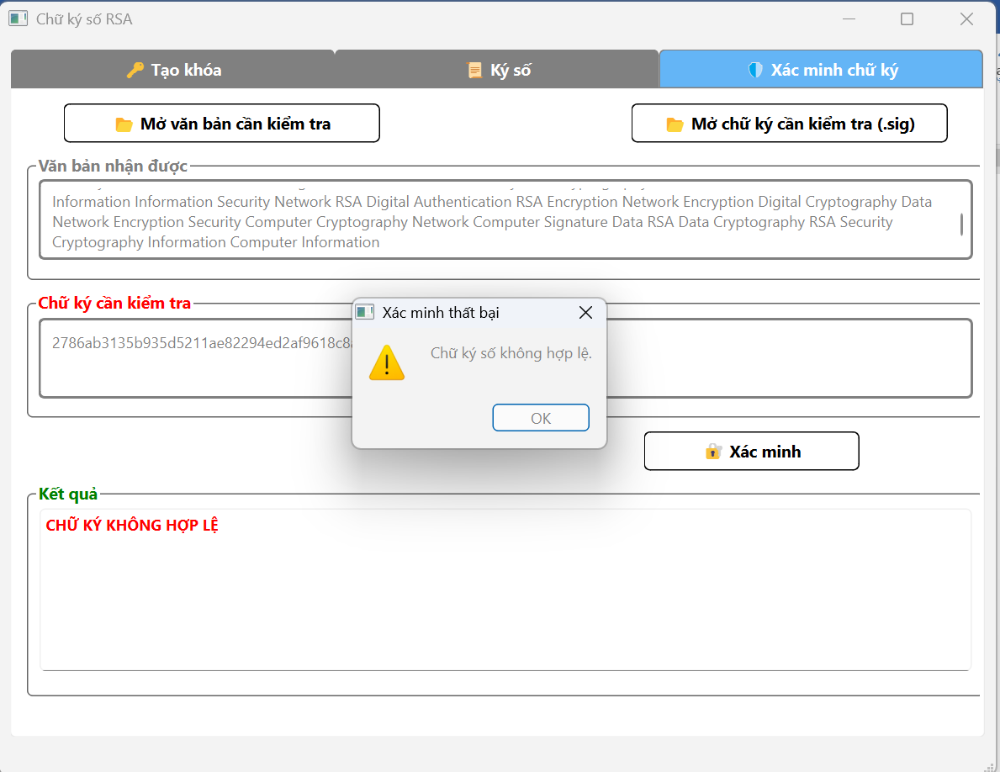 Chữ ký số RSA
Tạo khóa
Ký số
Xác minh chữ ký
Mở văn bản cần kiểm tra
Mở chữ ký cần kiểm tra (.sig)
Văn bản nhận được
Information Information Security Network RSA Digital Authentication RSA Encryption Network Encryption Digital Cryptography Data
Network Encryption Security Computer Cryptography Network Computer Signature Data RSA Data Cryptography RSA Security
Cryptography Information Computer Information
Chữ ký cần kiểm tra
2786ab3135b935d5211ae82294ed2af9618c8
Xác minh thất bại
Chữ ký số không hợp lệ.
OK
Xác minh
Kết quả
CHỮ KÝ KHÔNG HỢP LỆ